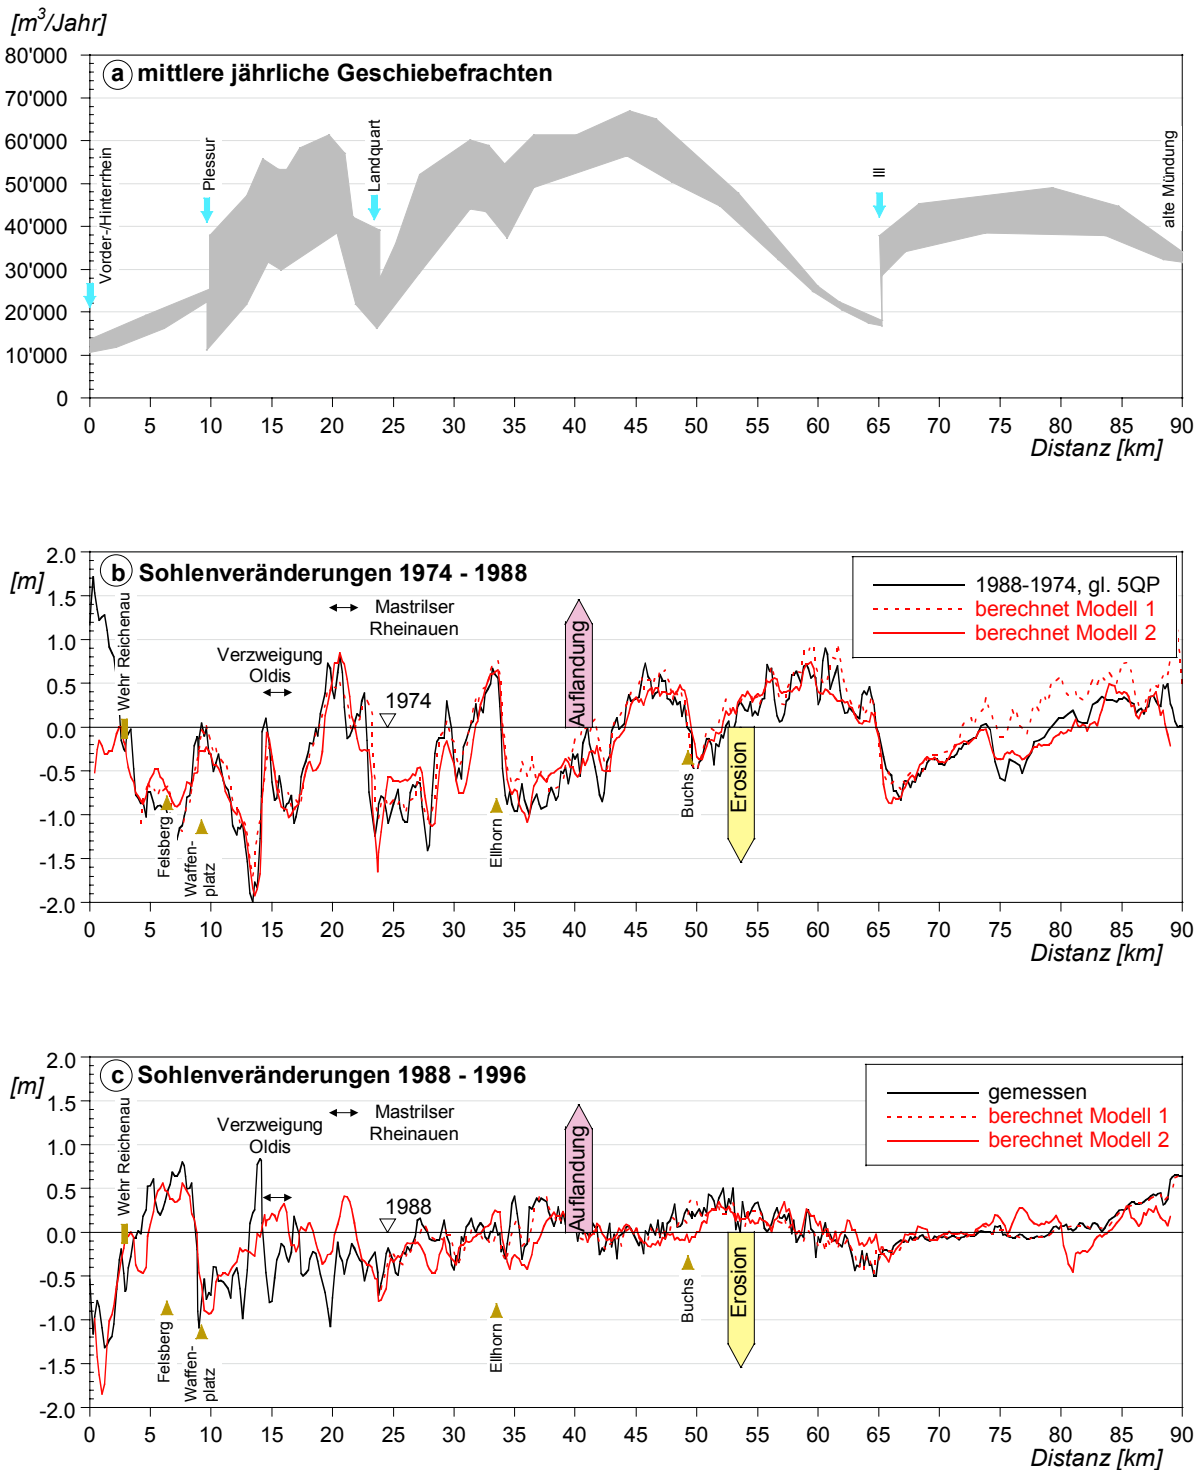 [m³/Jahr]
80'000
70'000
60'000
50'000
40'000
30'000
20'000
10'000
0
a mittlere jährliche Geschiebefrachten
Vorder-/Hinterrhein
Plessur
Landquart
Ill
alte Mündung
0 5 10 15 20 25 30 35 40 45 50 55 60 65 70 75 80 85 90
Distanz [km]
[m]
2.0
1.5
1.0
0.5
0.0
-0.5
-1.0
-1.5
-2.0
b Sohlenveränderungen 1974 - 1988
Wehr Reichenau
Felsberg
Waffen-
platz
Verzweigung
Oldis
Mastrilser
Rheinauen
1974
Ellhorn
Auflandung
Buchs
Erosion
1988-1974, gl. 5QP
berechnet Modell 1
berechnet Modell 2
0 5 10 15 20 25 30 35 40 45 50 55 60 65 70 75 80 85 90
Distanz [km]
[m]
2.0
1.5
1.0
0.5
0.0
-0.5
-1.0
-1.5
-2.0
c Sohlenveränderungen 1988 - 1996
Wehr Reichenau
Felsberg
Waffen-
platz
Verzweigung
Oldis
Mastrilser
Rheinauen
1988
Ellhorn
Auflandung
Buchs
Erosion
gemessen
berechnet Modell 1
berechnet Modell 2
0 5 10 15 20 25 30 35 40 45 50 55 60 65 70 75 80 85 90
Distanz [km]